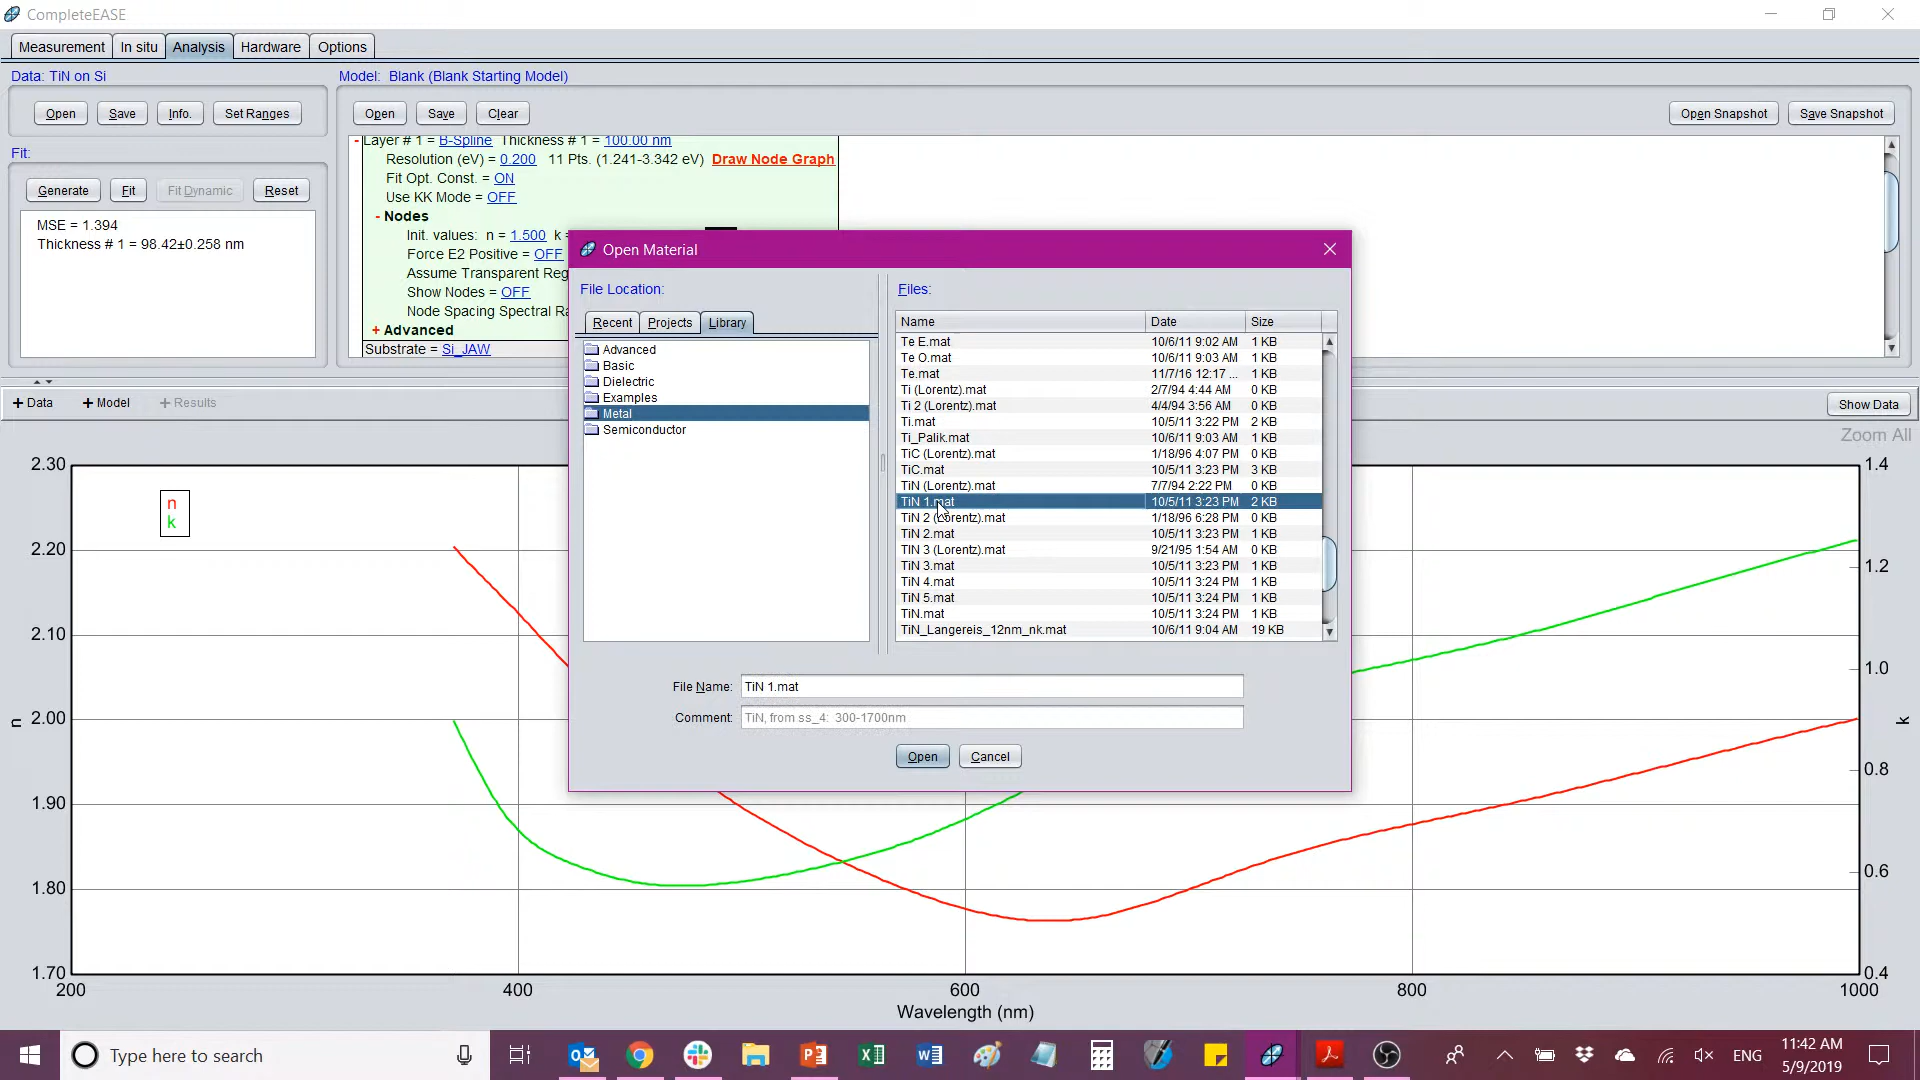 CompleteEASE
Measurement In situ Analysis Hardware Options
Data: TiN on Si
Model: Blank (Blank Starting Model)
Open Save Info. Set Ranges
Open Save Clear
Open Snapshot Save Snapshot
Fit:
Generate Fit Fit Dynamic Reset
MSE = 1.394
Thickness # 1 = 98.42±0.258 nm
- Layer # 1 = B-Spline Thickness # 1 = 100.00 nm
Resolution (eV) = 0.200 11 Pts. (1.241-3.342 eV) Draw Node Graph
Fit Opt. Const. = ON
Use KK Mode = OFF
- Nodes
Init. values: n = 1.500 k =
Force E2 Positive = OFF
Assume Transparent Reg
Show Nodes = OFF
Node Spacing Spectral Ra
+ Advanced
Substrate = Si_JAW
+ Data + Model + Results
Show Data
Zoom All
Open Material
File Location:
Recent Projects Library
Advanced
Basic
Dielectric
Examples
Metal
Semiconductor
Files:
Name Date Size
Te E.mat 10/6/11 9:02 AM 1 KB
Te O.mat 10/6/11 9:03 AM 1 KB
Te.mat 11/7/16 12:17 ... 1 KB
Ti (Lorentz).mat 2/7/94 4:44 AM 0 KB
Ti 2 (Lorentz).mat 4/4/94 3:56 AM 0 KB
Ti.mat 10/5/11 3:22 PM 2 KB
Ti_Palik.mat 10/6/11 9:03 AM 1 KB
TiC (Lorentz).mat 1/18/96 4:07 PM 0 KB
TiC.mat 10/5/11 3:23 PM 3 KB
TiN (Lorentz).mat 7/7/94 2:22 PM 0 KB
TiN 1.mat 10/5/11 3:23 PM 2 KB
TiN 2 (Lorentz).mat 1/18/96 6:28 PM 0 KB
TiN 2.mat 10/5/11 3:23 PM 1 KB
TiN 3 (Lorentz).mat 9/21/95 1:54 AM 0 KB
TiN 3.mat 10/5/11 3:23 PM 1 KB
TiN 4.mat 10/5/11 3:24 PM 1 KB
TiN 5.mat 10/5/11 3:24 PM 1 KB
TiN.mat 10/5/11 3:24 PM 1 KB
TiN_Langereis_12nm_nk.mat 10/6/11 9:04 AM 19 KB
File Name: TiN 1.mat
Comment: TiN, from ss_4: 300-1700nm
Open Cancel
n
k
2.30
2.20
2.10
2.00
1.90
1.80
1.70
n
1.4
1.2
1.0
0.8
0.6
0.4
k
200 400 600 800 1000
Wavelength (nm)
Type here to search
ENG
11:42 AM
5/9/2019